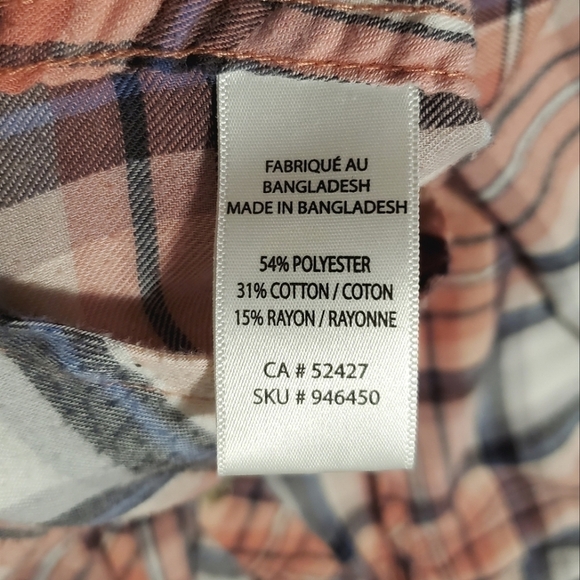 FABRIQUÉ AU
BANGLADESH
MADE IN BANGLADESH
54% POLYESTER
31% COTTON / COTON
15% RAYON / RAYONNE
CA # 52427
SKU # 946450